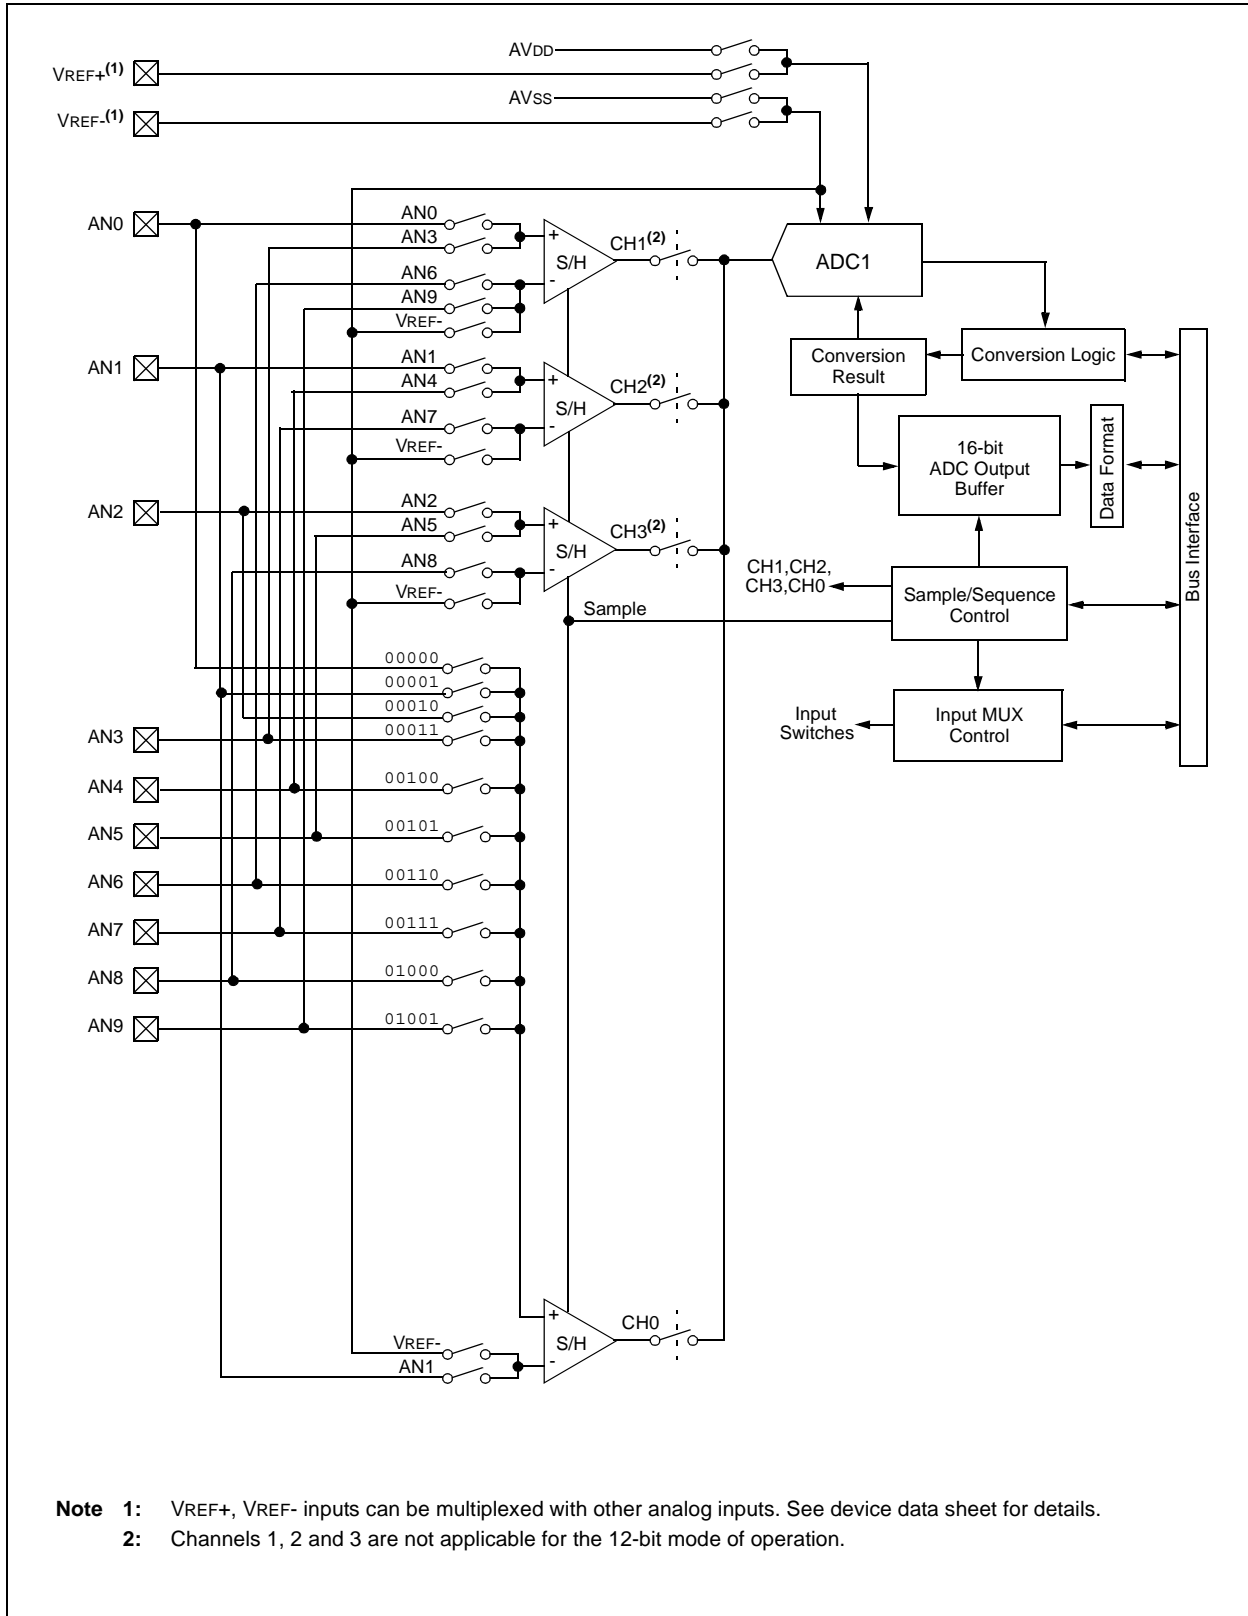 AVDD
VREF+(1)
AVSS
VREF-(1)
AN0
AN0
AN3
+
S/H
-
CH1(2)
ADC1
AN6
AN9
VREF-
Conversion
Result
Conversion Logic
AN1
AN1
AN4
+
S/H
-
CH2(2)
AN7
VREF-
16-bit
ADC Output
Buffer
Data Format
Bus Interface
AN2
AN2
AN5
+
S/H
-
CH3(2)
AN8
VREF-
CH1,CH2,
CH3,CH0
Sample/Sequence
Control
Sample
00000
00001
00010
AN3
00011
Input
Switches
Input MUX
Control
AN4
00100
AN5
00101
AN6
00110
AN7
00111
AN8
01000
AN9
01001
+
S/H
-
CH0
VREF-
AN1
Note 1: VREF+, VREF- inputs can be multiplexed with other analog inputs. See device data sheet for details.
2: Channels 1, 2 and 3 are not applicable for the 12-bit mode of operation.